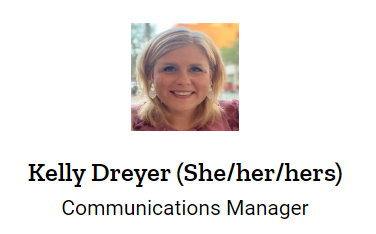 Kelly Dreyer (She/her/hers)
Communications Manager